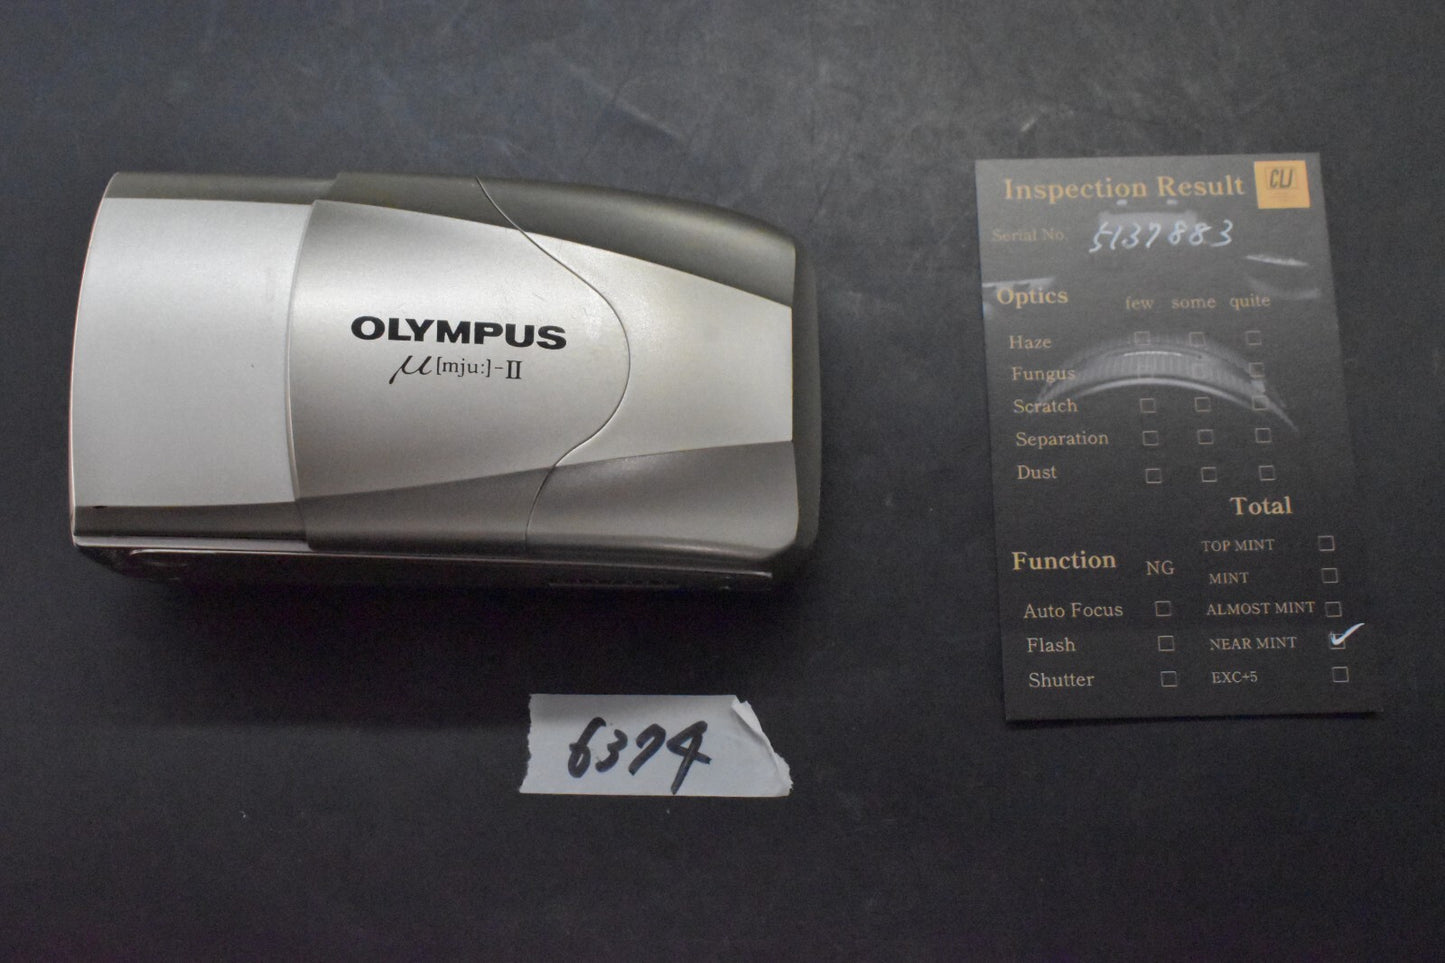 OLYMPUS
μ[mju:]-II
6374
Inspection Result
CU
Serial No. 5137883
Optics few some quite
Haze
Fungus
Scratch
Separation
Dust
Total
TOP MINT
Function NG
MINT
Auto Focus ALMOST MINT
Flash NEAR MINT
Shutter EXC+5